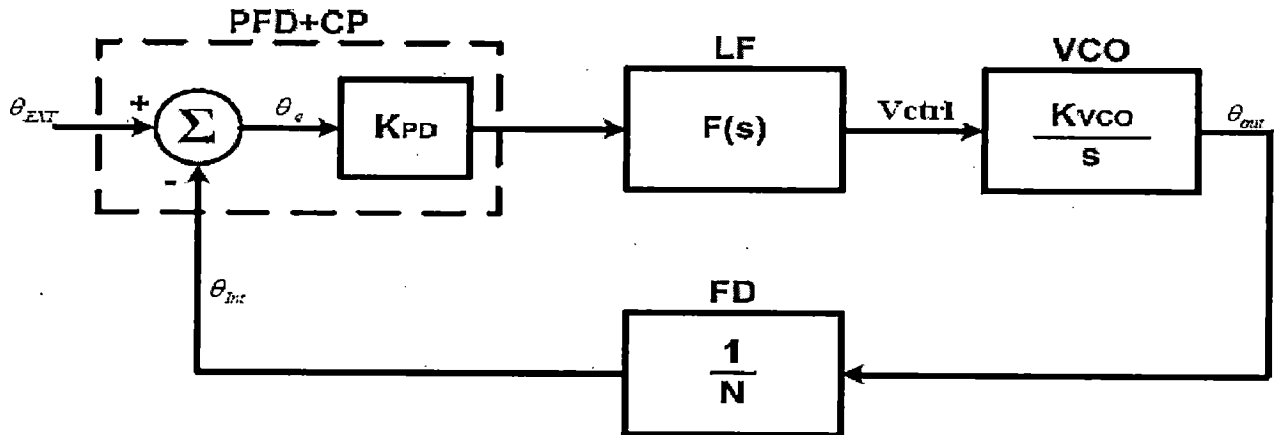 PFD+CP
LF
VCO
θEXT
+
Σ
θe
KPD
F(s)
Vctrl
KVCO
s
θout
-
θInt
FD
1
N